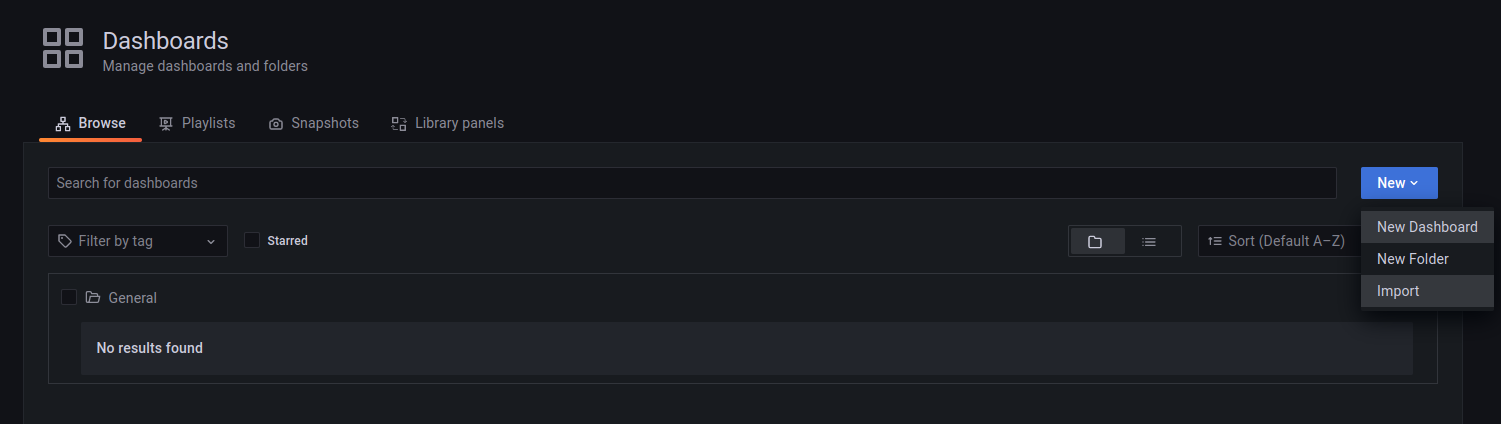 Dashboards
Manage dashboards and folders
Browse Playlists Snapshots Library panels
Search for dashboards New
Filter by tag Starred Sort (Default A–Z)
New Dashboard
New Folder
Import
General
No results found